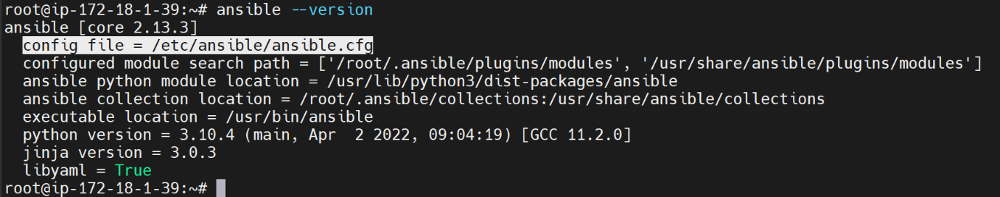 root@ip-172-18-1-39:~# ansible --version
ansible [core 2.13.3]
  config file = /etc/ansible/ansible.cfg
  configured module search path = ['/root/.ansible/plugins/modules', '/usr/share/ansible/plugins/modules']
  ansible python module location = /usr/lib/python3/dist-packages/ansible
  ansible collection location = /root/.ansible/collections:/usr/share/ansible/collections
  executable location = /usr/bin/ansible
  python version = 3.10.4 (main, Apr  2 2022, 09:04:19) [GCC 11.2.0]
  jinja version = 3.0.3
  libyaml = True
root@ip-172-18-1-39:~#